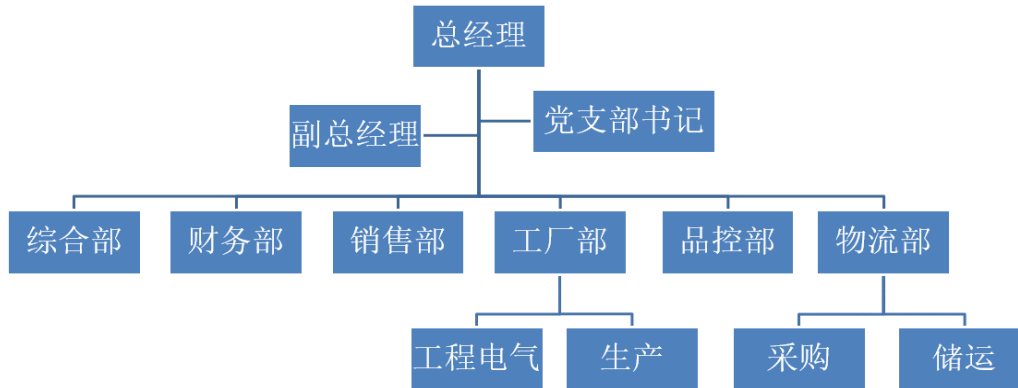 总经理
党支部书记
副总经理
综合部
财务部
销售部
工厂部
品控部
物流部
工程电气
生产
采购
储运